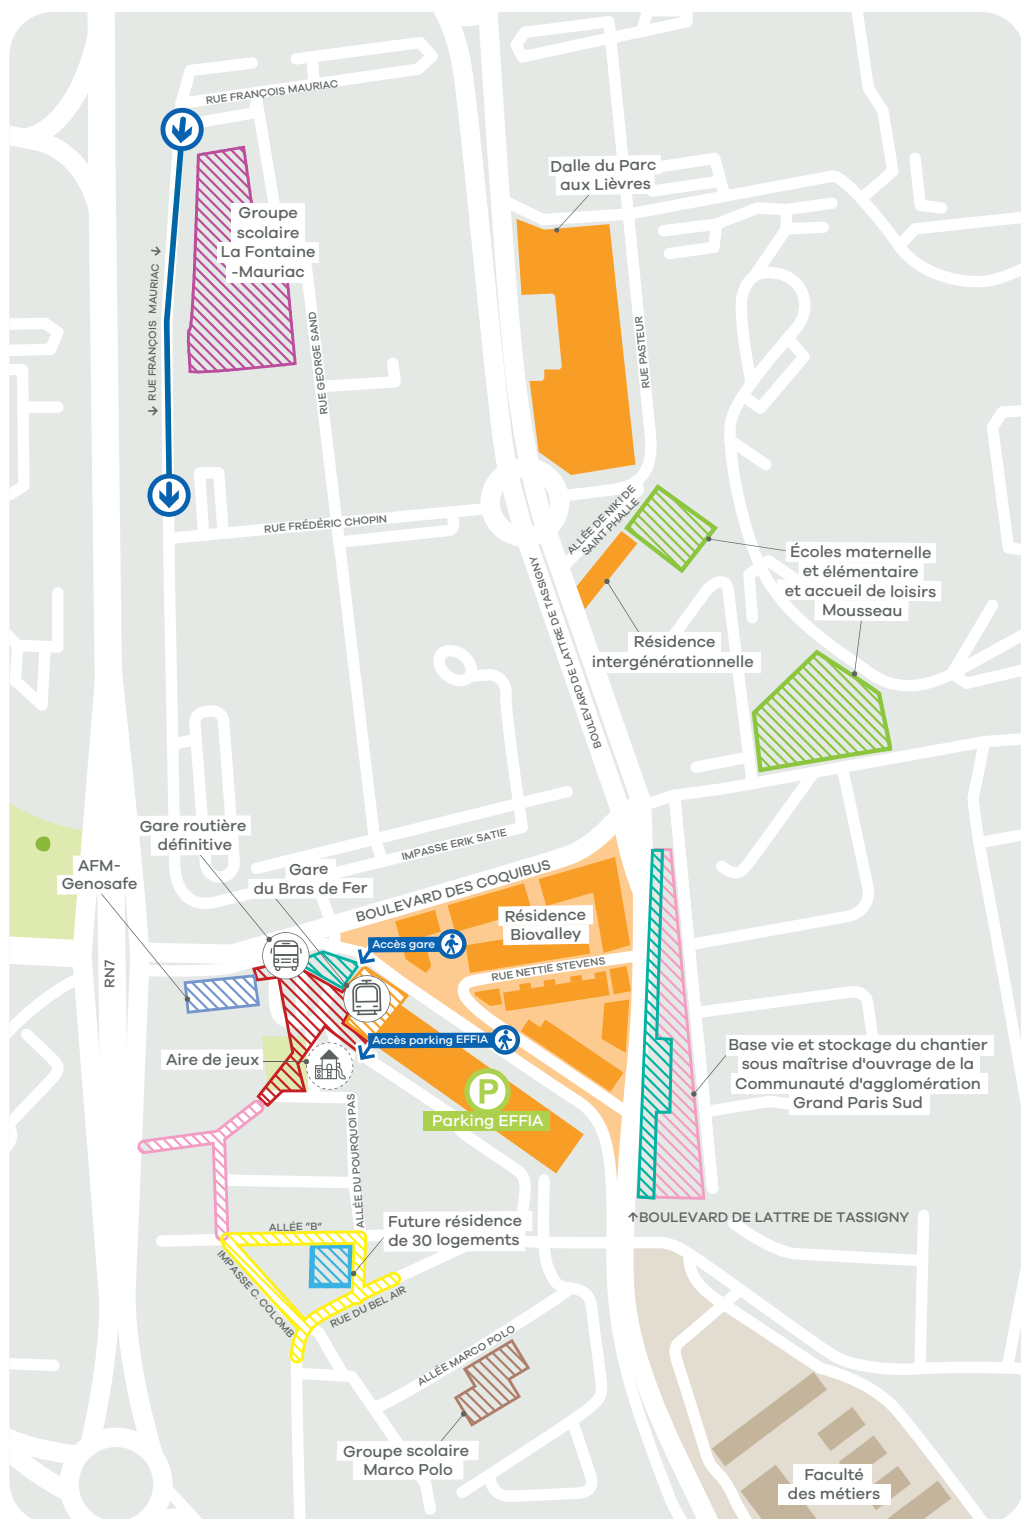 RUE FRANÇOIS MAURIAC
Dalle du Parc
aux Lièvres
Groupe
scolaire
La Fontaine
-Mauriac
← RUE FRANÇOIS MAURIAC →
RUE GEORGE SAND
RUE PASTEUR
RUE FRÉDÉRIC CHOPIN
ALLÉE DE NIKI DE
SAINT PHALLE
Écoles maternelle
et élémentaire
et accueil de loisirs
Mousseau
BOULEVARD DE LATTRE DE TASSIGNY
Résidence
intergénérationnelle
Gare routière
définitive
IMPASSE ERIK SATIE
AFM-
Genosafe
Gare
du Bras de Fer
BOULEVARD DES COQUIBUS
Résidence
Biovalley
Accès gare
RUE NETTIE STEVENS
RN7
Accès parking EFFIA
Aire de jeux
Base vie et stockage du chantier
sous maîtrise d'ouvrage de la
Communauté d'agglomération
Grand Paris Sud
P
Parking EFFIA
ALLÉE DU POURQUOI PAS
↑BOULEVARD DE LATTRE DE TASSIGNY
ALLÉE "B"
Future résidence
de 30 logements
IMPASSE C. COLOMB
RUE DU BEL AIR
ALLÉE MARCO POLO
Groupe scolaire
Marco Polo
Faculté
des métiers